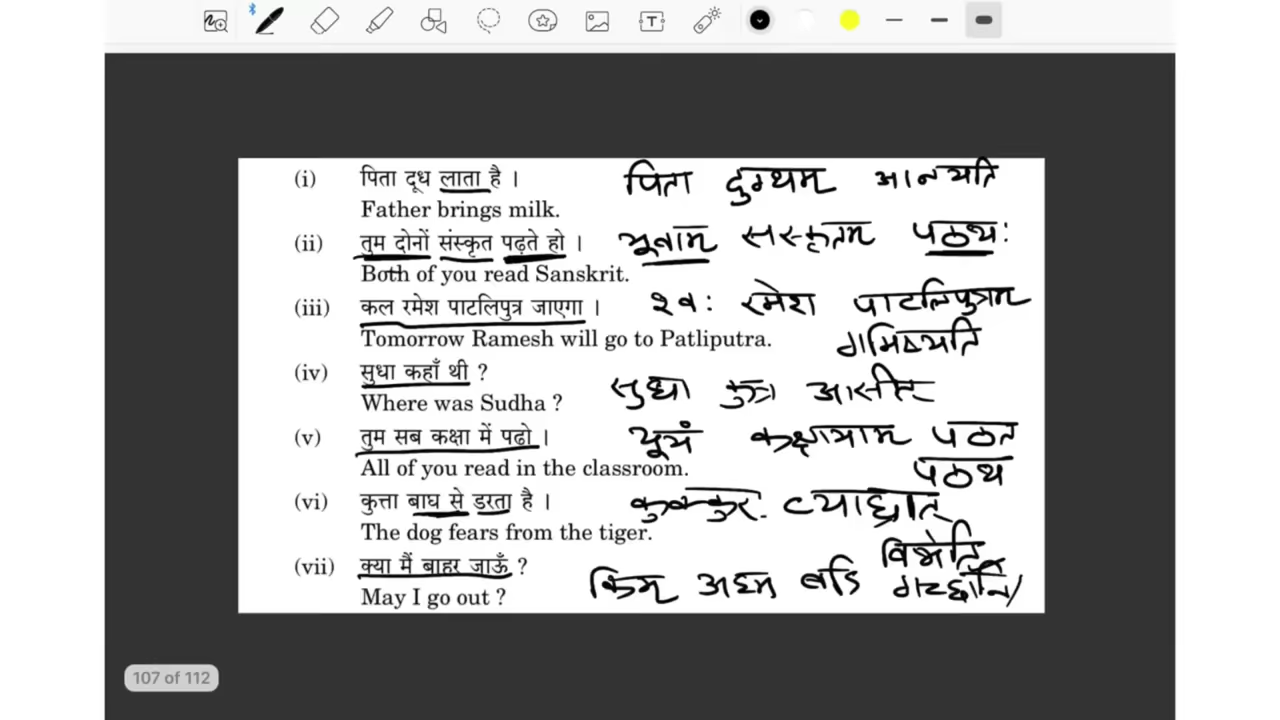 (i) पिता दूध लाता है । पिता दुग्धम् आनयति
Father brings milk.
(ii) तुम दोनों संस्कृत पढ़ते हो । युवाम् संस्कृतम पठथः
Both of you read Sanskrit.
(iii) कल रमेश पाटलिपुत्र जाएगा । श्वः रमेश पाटलिपुत्रम
Tomorrow Ramesh will go to Patliputra. गमिष्यति
(iv) सुधा कहाँ थी ? सुधा कुत्र आसीत्
Where was Sudha ?
(v) तुम सब कक्षा में पढो । यूयं कक्षायाम पठत
All of you read in the classroom. पठथ
(vi) कुत्ता बाघ से डरता है । कुक्कुर व्याघ्रात्
The dog fears from the tiger. विभेति
(vii) क्या मैं बाहर जाऊँ ? किम् अहम बहि
May I go out ?
107 of 112